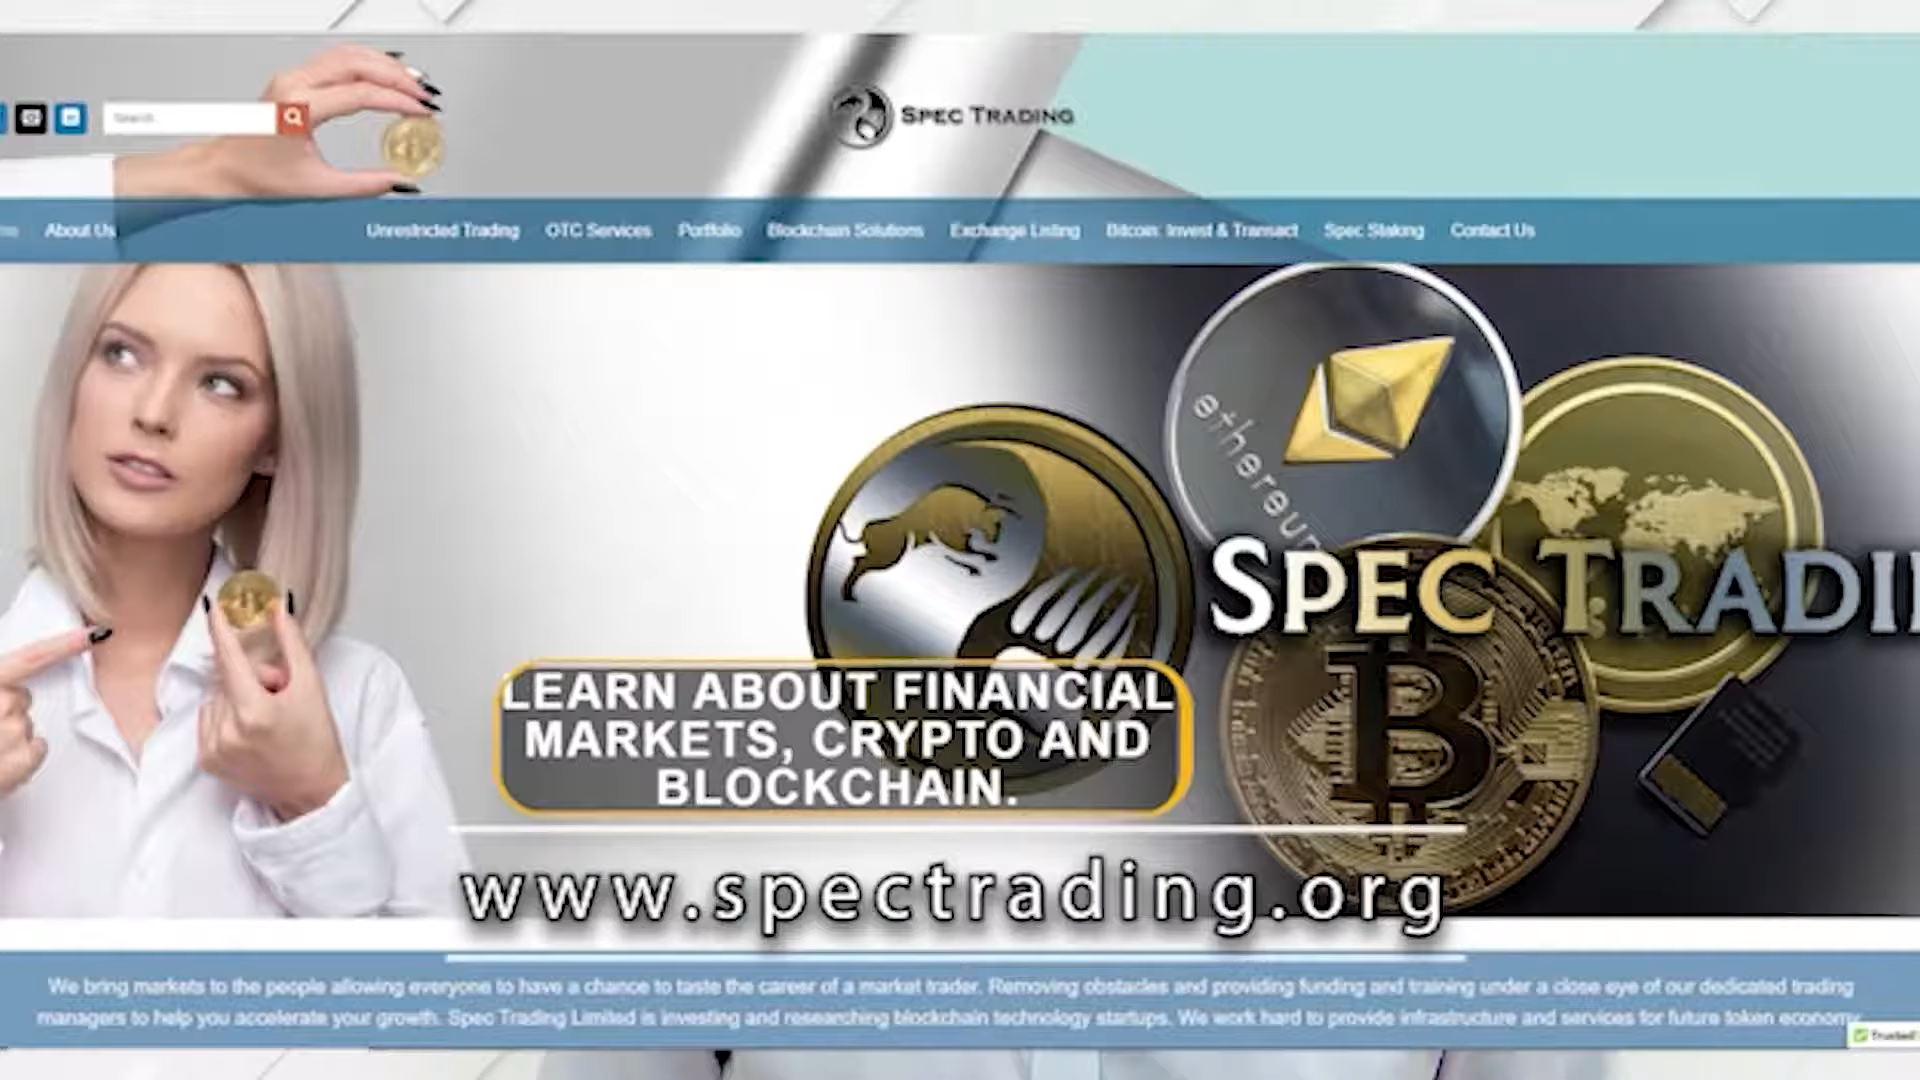 Search
SPEC TRADING
About Us
Unrestricted Trading
OTC Services
Portfolio
Blockchain Solutions
Exchange Listing
Bitcoin: Invest & Transact
Spec Staking
Contact Us
ethereum
SPEC TRADI
LEARN ABOUT FINANCIAL
MARKETS, CRYPTO AND
BLOCKCHAIN.
www.spectrading.org
We bring markets to the people allowing everyone to have a chance to taste the career of a market trader. Removing obstacles and providing funding and training under a close eye of our dedicated trading
managers to help you accelerate your growth. Spec Trading Limited is investing and researching blockchain technology startups. We work hard to provide infrastructure and services for future token economy.
Trusted